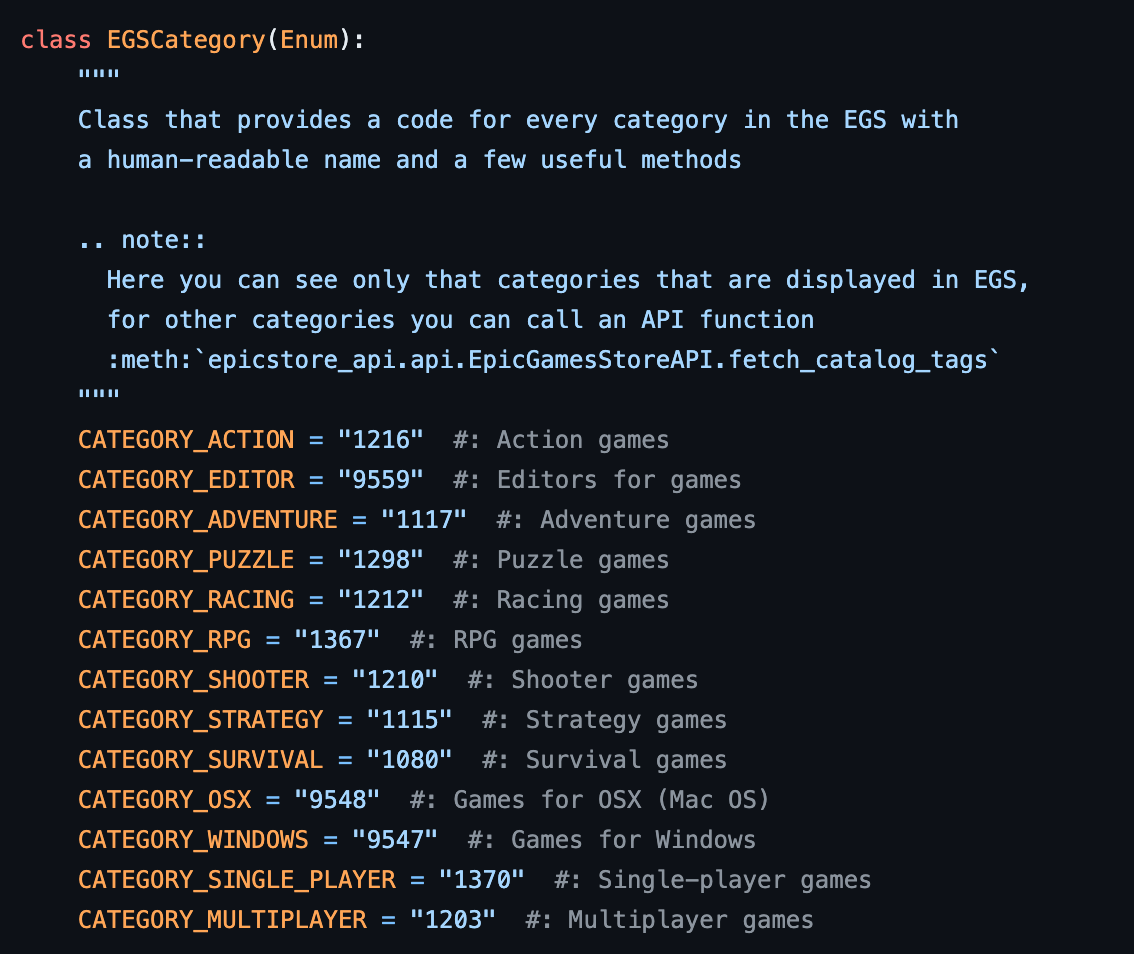 class EGSCategory(Enum):
    """
    Class that provides a code for every category in the EGS with
    a human-readable name and a few useful methods

    .. note::
      Here you can see only that categories that are displayed in EGS,
      for other categories you can call an API function
      :meth:`epicstore_api.api.EpicGamesStoreAPI.fetch_catalog_tags`
    """
    CATEGORY_ACTION = "1216"  #: Action games
    CATEGORY_EDITOR = "9559"  #: Editors for games
    CATEGORY_ADVENTURE = "1117"  #: Adventure games
    CATEGORY_PUZZLE = "1298"  #: Puzzle games
    CATEGORY_RACING = "1212"  #: Racing games
    CATEGORY_RPG = "1367"  #: RPG games
    CATEGORY_SHOOTER = "1210"  #: Shooter games
    CATEGORY_STRATEGY = "1115"  #: Strategy games
    CATEGORY_SURVIVAL = "1080"  #: Survival games
    CATEGORY_OSX = "9548"  #: Games for OSX (Mac OS)
    CATEGORY_WINDOWS = "9547"  #: Games for Windows
    CATEGORY_SINGLE_PLAYER = "1370"  #: Single-player games
    CATEGORY_MULTIPLAYER = "1203"  #: Multiplayer games